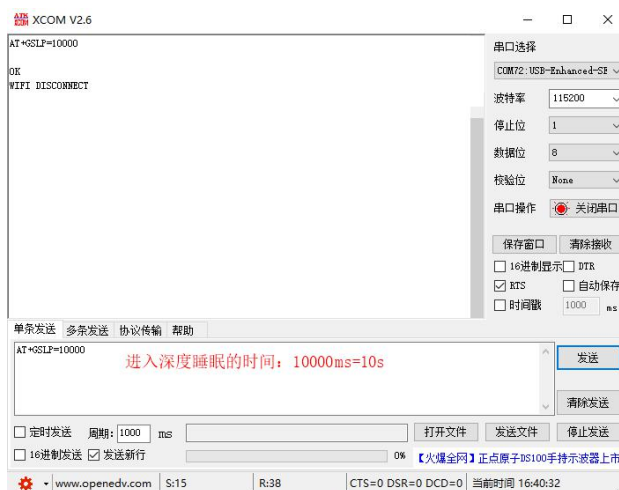 XCOM V2.6
AT+GSLP=10000
OK
WIFI DISCONNECT
串口选择
COM72:USB-Enhanced-SE
波特率 115200
停止位 1
数据位 8
校验位 None
串口操作 关闭串口
保存窗口 清除接收
16进制显示 DTR
RTS 自动保存
时间戳 1000 ms
单条发送 多条发送 协议传输 帮助
AT+GSLP=10000
进入深度睡眠的时间：10000ms=10s
发送
清除发送
定时发送 周期: 1000 ms 打开文件 发送文件 停止发送
16进制发送 发送新行 0% 【火爆全网】正点原子DS100手持示波器上市
www.openedv.com S:15 R:38 CTS=0 DSR=0 DCD=0 当前时间 16:40:32